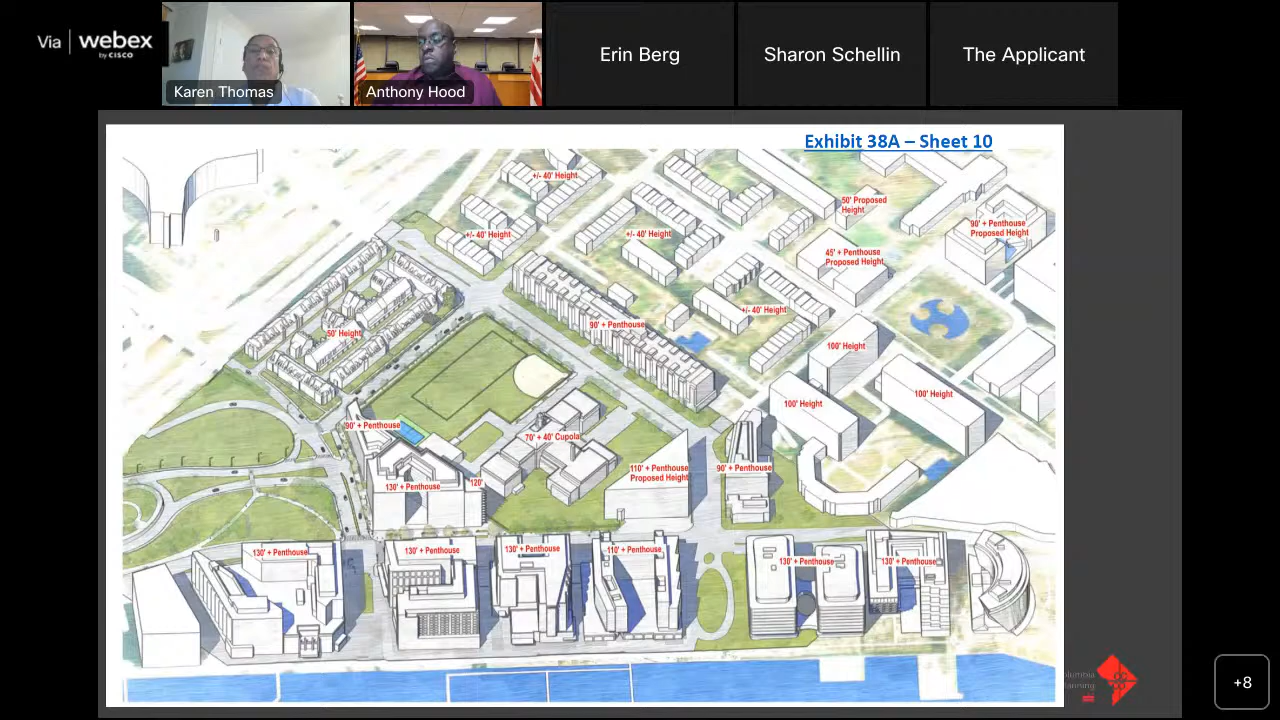 Via webex
by CISCO
Karen Thomas
Anthony Hood
Erin Berg
Sharon Schellin
The Applicant
Exhibit 38A – Sheet 10
+/- 40' Height
50' Proposed
Height
90' + Penthouse
Proposed Height
+/- 40' Height
+/- 40' Height
45' + Penthouse
Proposed Height
+/- 40' Height
90' + Penthouse
50' Height
100' Height
100' Height
100' Height
90' + Penthouse
70' + 40' Cupola
110' + Penthouse
Proposed Height
90' + Penthouse
130' + Penthouse
120'
130' + Penthouse
130' + Penthouse
130' + Penthouse
110' + Penthouse
130' + Penthouse
130' + Penthouse
olumbia
lanning
+8